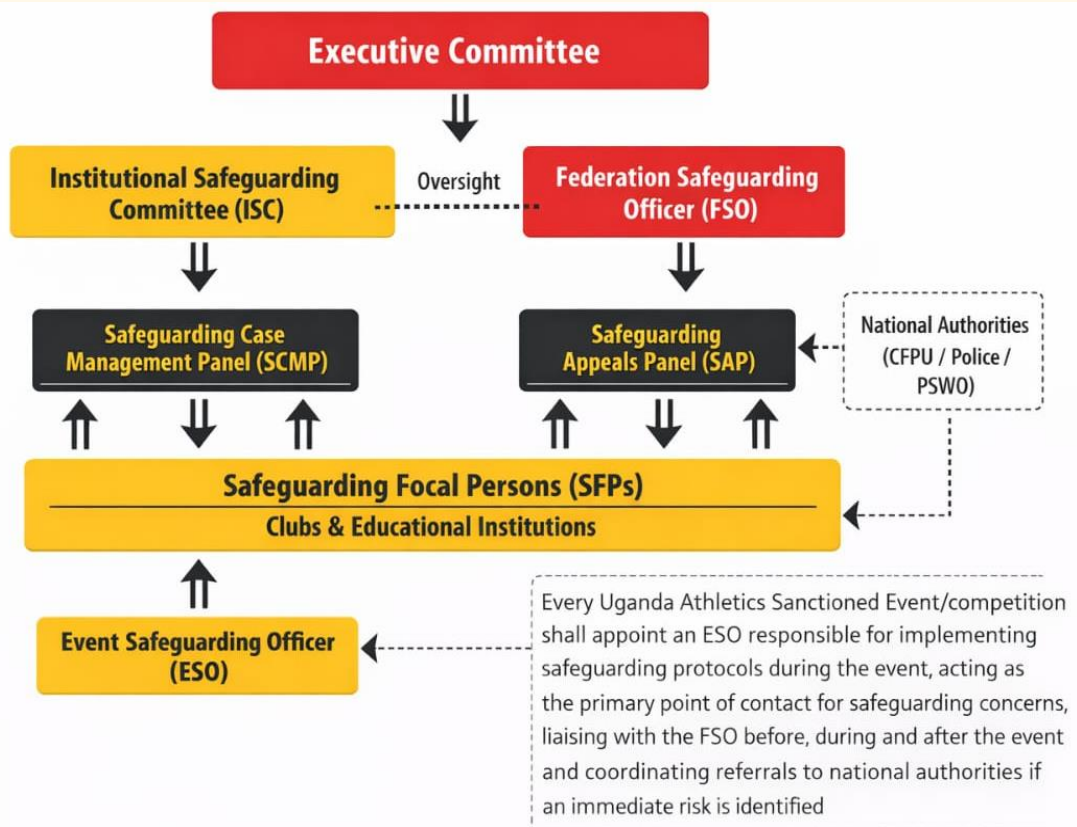 Executive Committee
Institutional Safeguarding
Committee (ISC)
Oversight
Federation Safeguarding
Officer (FSO)
Safeguarding Case
Management Panel (SCMP)
Safeguarding
Appeals Panel (SAP)
National Authorities
(CFPU / Police /
PSWO)
Safeguarding Focal Persons (SFPs)
Clubs & Educational Institutions
Event Safeguarding Officer
(ESO)
Every Uganda Athletics Sanctioned Event/competition
shall appoint an ESO responsible for implementing
safeguarding protocols during the event, acting as
the primary point of contact for safeguarding concerns,
liaising with the FSO before, during and after the event
and coordinating referrals to national authorities if
an immediate risk is identified